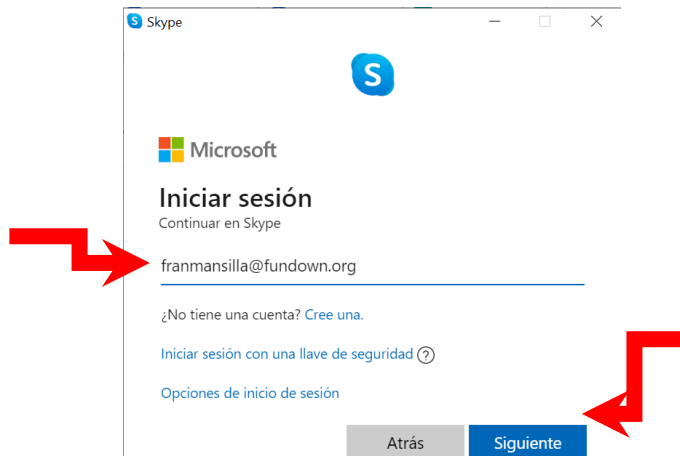 Skype
Microsoft
Iniciar sesión
Continuar en Skype
franmansilla@fundown.org
¿No tiene una cuenta? Cree una.
Iniciar sesión con una llave de seguridad
Opciones de inicio de sesión
Atrás Siguiente